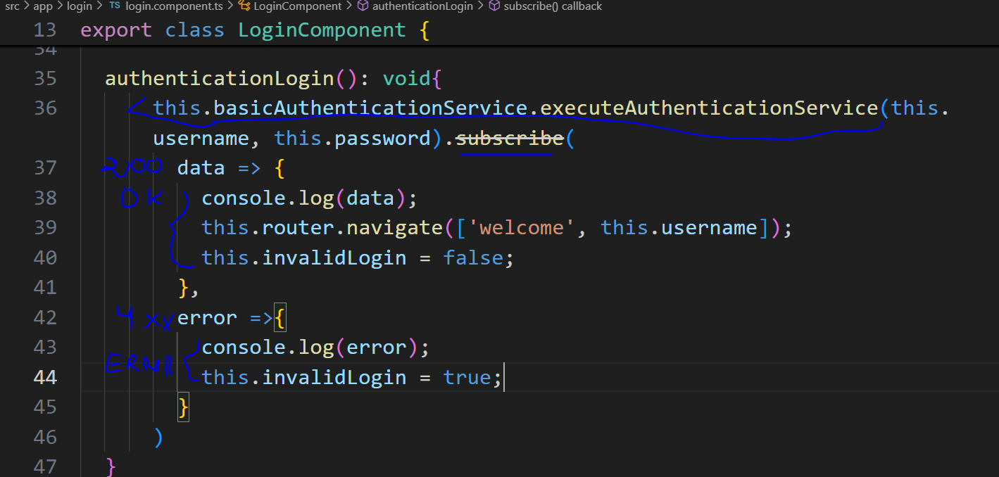 src > app > login > TS login.component.ts > LoginComponent > authenticationLogin > subscribe() callback
13 export class LoginComponent {
34
35 authenticationLogin(): void{
36 this.basicAuthenticationService.executeAuthenticationService(this.
username, this.password).subscribe(
37 200 data => {
38 OK console.log(data);
39 this.router.navigate(['welcome', this.username]);
40 this.invalidLogin = false;
41 },
42 4xx error =>{
43 console.log(error);
ERROR
44 this.invalidLogin = true;
45 }
46 )
47 }